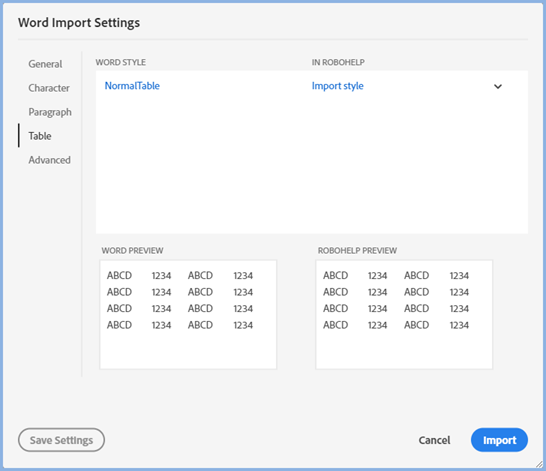 Word Import Settings
General
Character
Paragraph
Table
Advanced
WORD STYLE IN ROBOHELP
NormalTable Import style
WORD PREVIEW
ABCD 1234 ABCD 1234
ABCD 1234 ABCD 1234
ABCD 1234 ABCD 1234
ABCD 1234 ABCD 1234
ROBOHELP PREVIEW
ABCD 1234 ABCD 1234
ABCD 1234 ABCD 1234
ABCD 1234 ABCD 1234
ABCD 1234 ABCD 1234
Save Settings Cancel Import